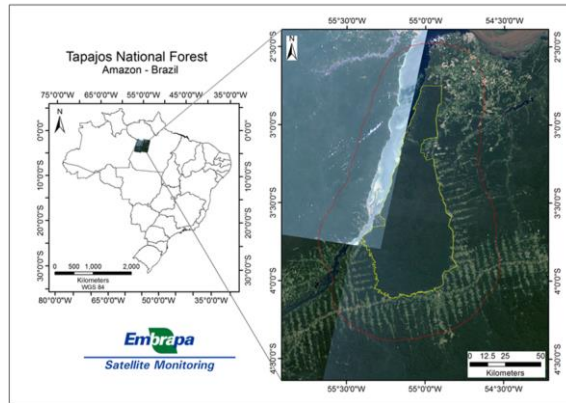 Tapajos National Forest
Amazon - Brazil
75°0'0"W 65°0'0"W 55°0'0"W 45°0'0"W 35°0'0"W
N
0°0'0"
10°0'0"S
20°0'0"S
30°0'0"S
0°0'0"
10°0'0"S
20°0'0"S
30°0'0"S
0 500 1,000 2,000
Kilometers
WGS 84
80°0'0"W 65°0'0"W 50°0'0"W 35°0'0"W
Embrapa
Satellite Monitoring
55°30'0"W 55°0'0"W 54°30'0"W
N
2°30'0"S
3°0'0"S
3°30'0"S
4°0'0"S
4°30'0"S
2°30'0"S
3°0'0"S
3°30'0"S
4°0'0"S
4°30'0"S
0 12.5 25 50
Kilometers
55°30'0"W 55°0'0"W 54°30'0"W